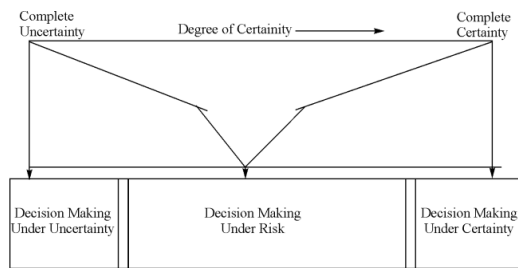 Complete
Uncertainty
Degree of Certainity
Complete
Certainty
Decision Making
Under Uncertainty
Decision Making
Under Risk
Decision Making
Under Certainty